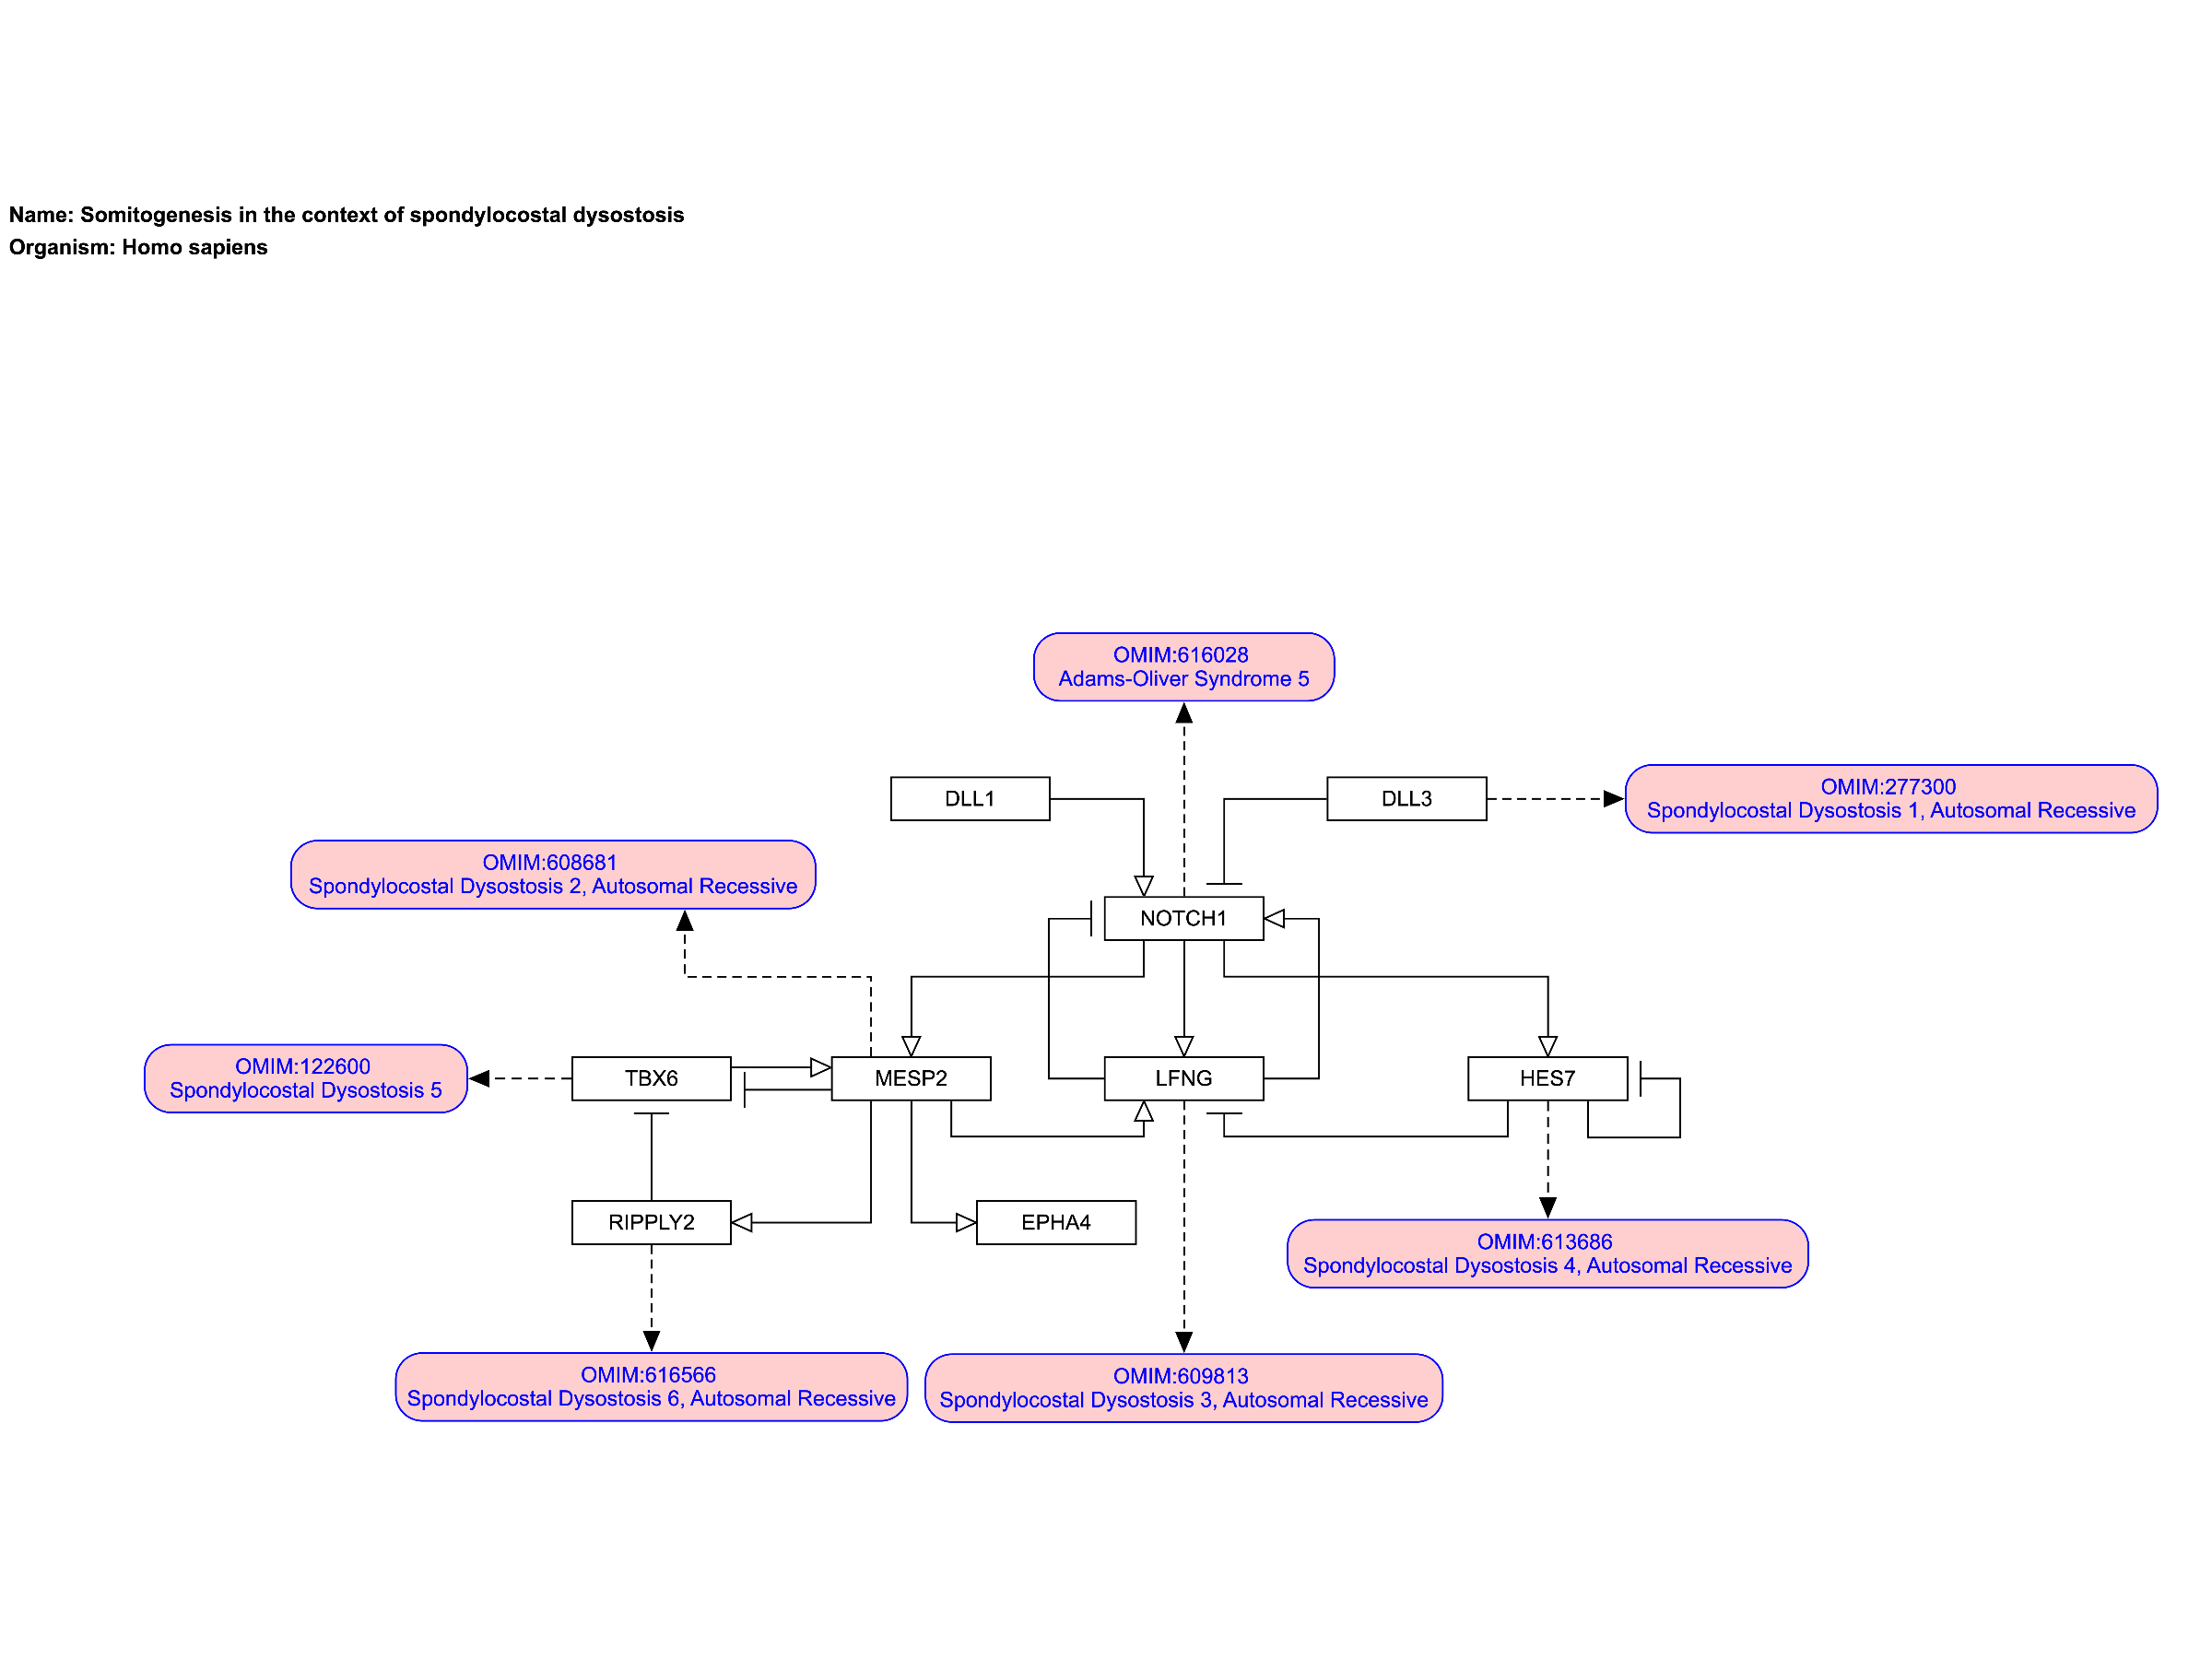 Name: Somitogenesis in the context of spondylocostal dysostosis
Organism: Homo sapiens
OMIM:616028
Adams-Oliver Syndrome 5
DLL1
DLL3
OMIM:277300
Spondylocostal Dysostosis 1, Autosomal Recessive
OMIM:608681
Spondylocostal Dysostosis 2, Autosomal Recessive
NOTCH1
OMIM:122600
Spondylocostal Dysostosis 5
TBX6
MESP2
LFNG
HES7
RIPPLY2
EPHA4
OMIM:613686
Spondylocostal Dysostosis 4, Autosomal Recessive
OMIM:616566
Spondylocostal Dysostosis 6, Autosomal Recessive
OMIM:609813
Spondylocostal Dysostosis 3, Autosomal Recessive